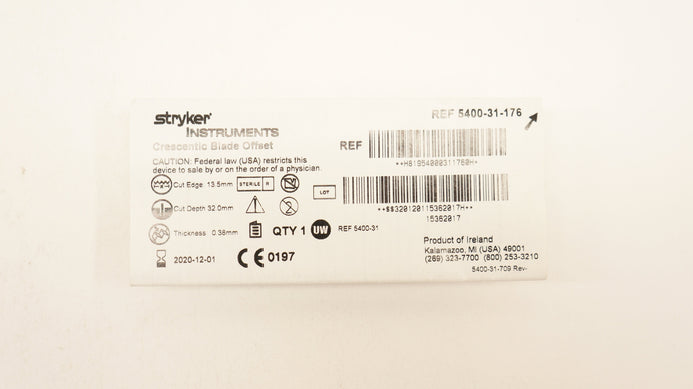 stryker®
INSTRUMENTS
REF 5400-31-176
Crescentic Blade Offset
REF
**H61954000311760H*
CAUTION: Federal law (USA) restricts this
device to sale by or on the order of a physician.
Cut Edge: 13.5mm
STERILE R
LOT
**$$320120115362017H**
15362017
Cut Depth 32.0mm
Thickness 0.38mm
QTY 1
UW
REF 5400-31
2020-12-01
CE 0197
Product of Ireland
Kalamazoo, MI (USA) 49001
(269) 323-7700 (800) 253-3210
5400-31-709 Rev-